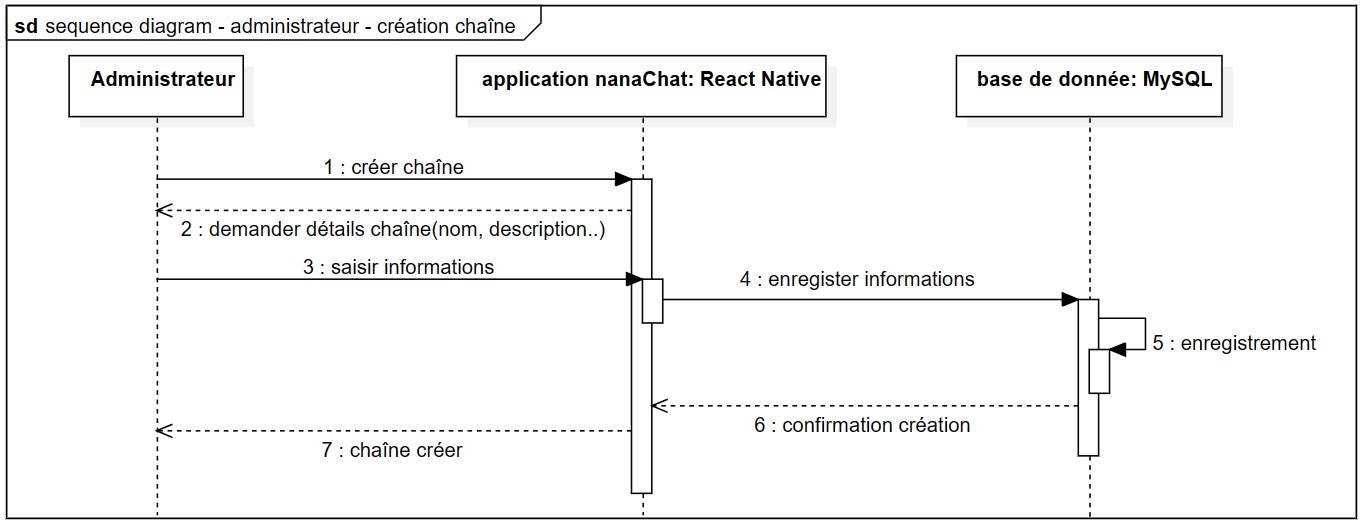 sd sequence diagram - administrateur - création chaîne
Administrateur
application nanaChat: React Native
base de donnée: MySQL
1 : créer chaîne
2 : demander détails chaîne(nom, description..)
3 : saisir informations
4 : enregister informations
5 : enregistrement
6 : confirmation création
7 : chaîne créer